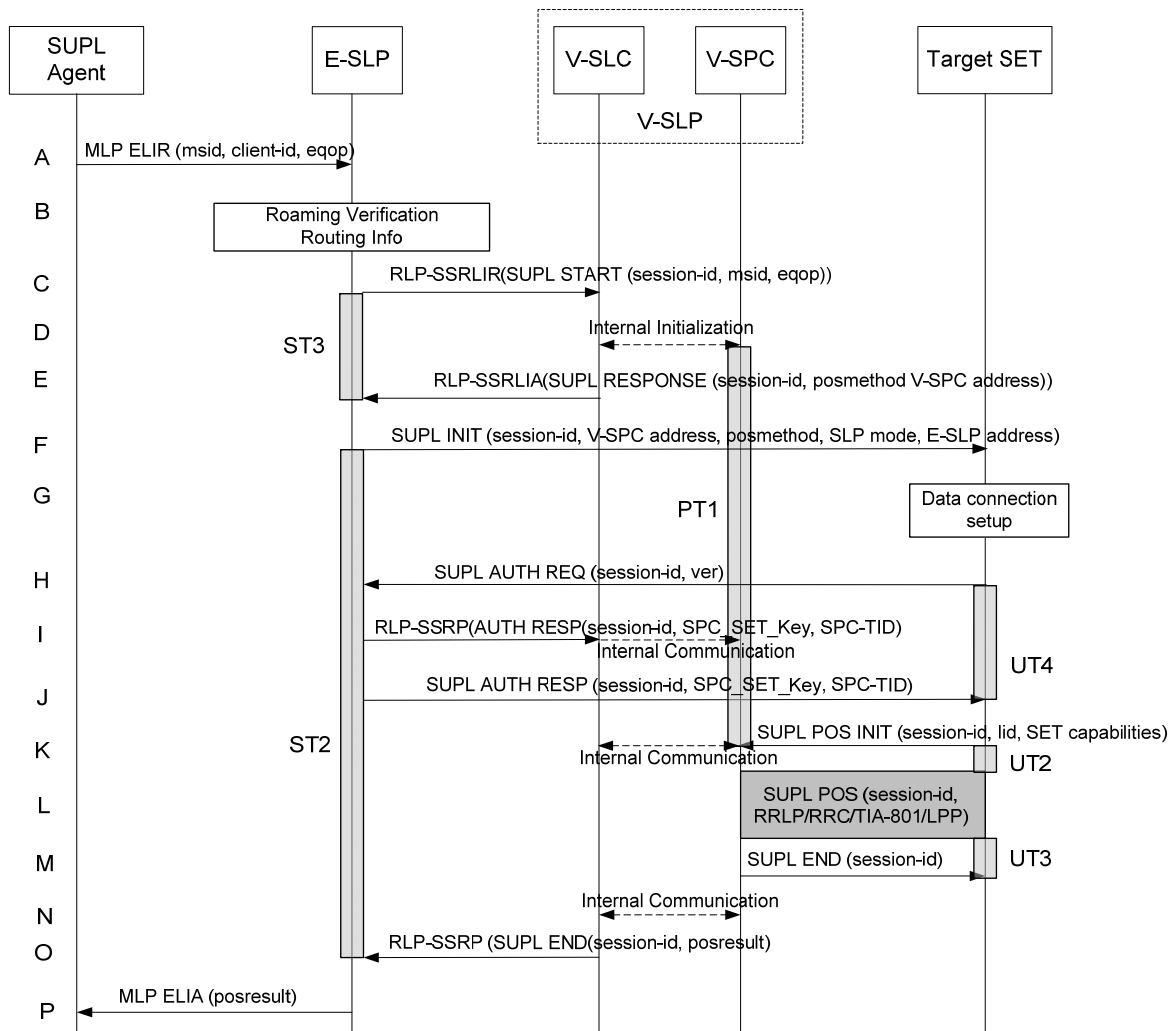 SUPL
Agent
E-SLP
V-SLC
V-SPC
Target SET
V-SLP
A
MLP ELIR (msid, client-id, eqop)
B
Roaming Verification
Routing Info
C
RLP-SSRLIR(SUPL START (session-id, msid, eqop))
D
ST3
Internal Initialization
E
RLP-SSRLIA(SUPL RESPONSE (session-id, posmethod V-SPC address))
F
SUPL INIT (session-id, V-SPC address, posmethod, SLP mode, E-SLP address)
G
PT1
Data connection
setup
H
SUPL AUTH REQ (session-id, ver)
I
RLP-SSRP(AUTH RESP(session-id, SPC_SET_Key, SPC-TID)
Internal Communication
UT4
J
SUPL AUTH RESP (session-id, SPC_SET_Key, SPC-TID)
K
ST2
SUPL POS INIT (session-id, lid, SET capabilities)
Internal Communication
UT2
L
SUPL POS (session-id,
RRLP/RRC/TIA-801/LPP)
M
SUPL END (session-id)
UT3
N
Internal Communication
O
RLP-SSRP (SUPL END(session-id, posresult)
P
MLP ELIA (posresult)